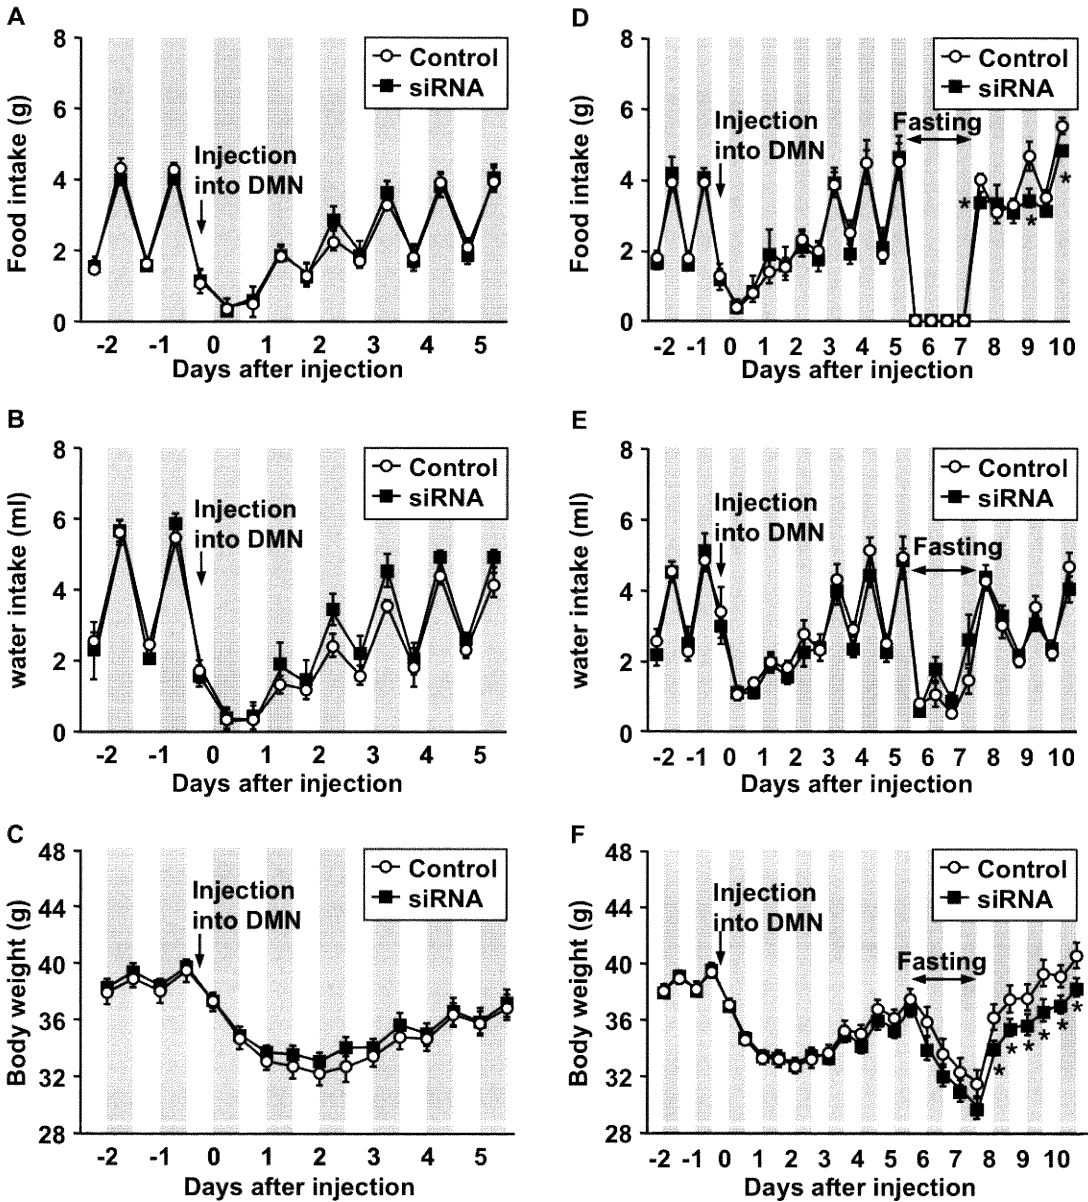 A
Food intake (g)
8
6
4
2
0
Control
siRNA
Injection
into DMN
-2 -1 0 1 2 3 4 5
Days after injection
D
Food intake (g)
8
6
4
2
0
Control
siRNA
Injection
into DMN
Fasting
*
*
*
-2 -1 0 1 2 3 4 5 6 7 8 9 10
Days after injection
B
water intake (ml)
8
6
4
2
0
Control
siRNA
Injection
into DMN
-2 -1 0 1 2 3 4 5
Days after injection
E
water intake (ml)
8
6
4
2
0
Control
siRNA
Injection
into DMN
Fasting
-2 -1 0 1 2 3 4 5 6 7 8 9 10
Days after injection
C
Body weight (g)
48
44
40
36
32
28
Control
siRNA
Injection
into DMN
-2 -1 0 1 2 3 4 5
Days after injection
F
Body weight (g)
48
44
40
36
32
28
Control
siRNA
Injection
into DMN
Fasting
* * * * * *
-2 -1 0 1 2 3 4 5 6 7 8 9 10
Days after injection